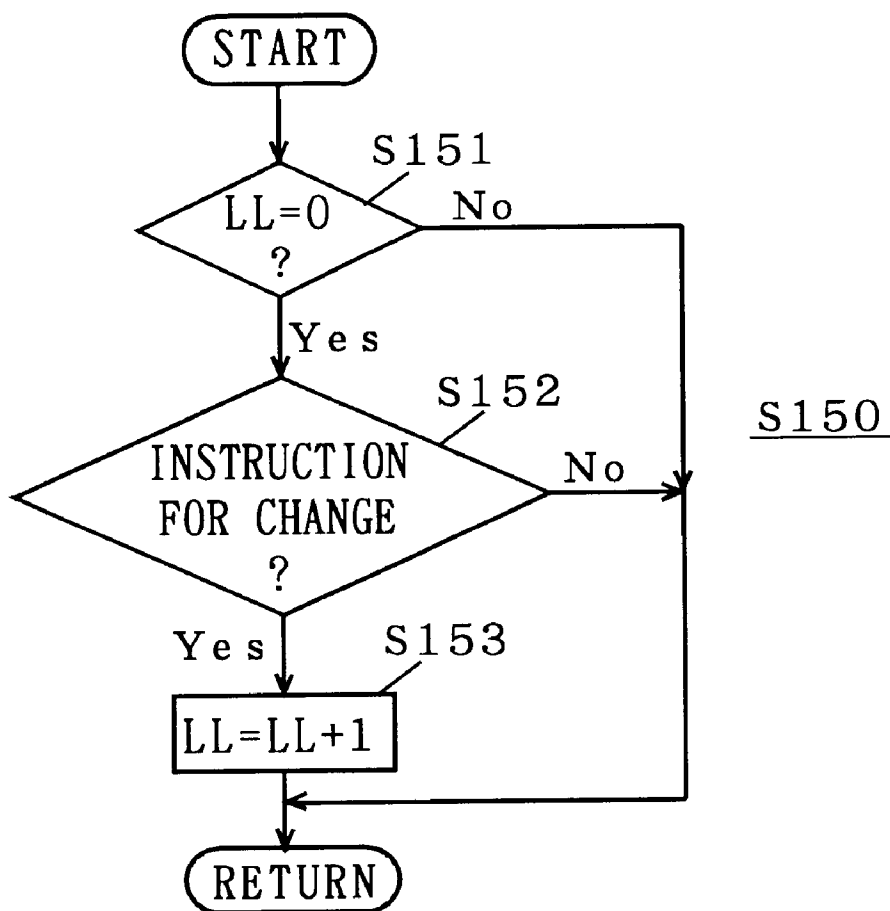 START
S151
LL=0
?
No
Yes
S152
S150
INSTRUCTION
FOR CHANGE
?
No
Yes
S153
LL=LL+1
RETURN